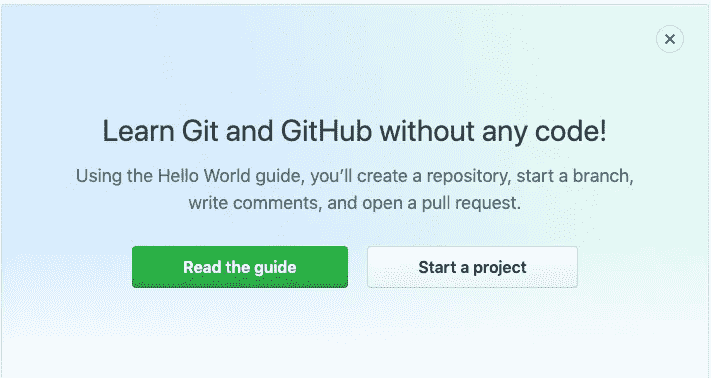 Learn Git and GitHub without any code!
Using the Hello World guide, you’ll create a repository, start a branch,
write comments, and open a pull request.
Read the guide
Start a project